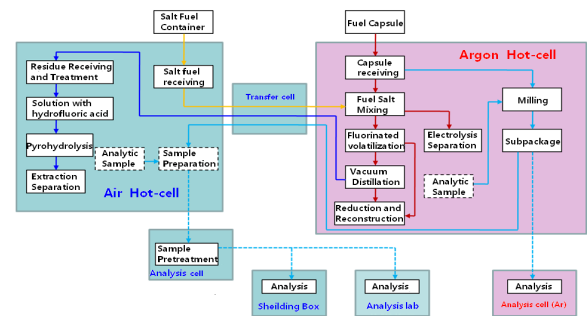 Salt Fuel
Container
Fuel Capsule
Argon Hot-cell
Residue Receiving
and Treatment
Salt fuel
receiving
Capsule
receiving
Transfer cell
Solution with
hydrofluoric acid
Fuel Salt
Mixing
Milling
Pyrohydrolysis
Analytic
Sample
Sample
Preparation
Fluorinated
volatilization
Electrolysis
Separation
Subpackage
Extraction
Separation
Vacuum
Distillation
Analytic
Sample
Air Hot-cell
Reduction and
Reconstruction
Sample
Pretreatment
Analysis cell
Analysis
Sheilding Box
Analysis
Analysis lab
Analysis
Analysis cell (Ar)